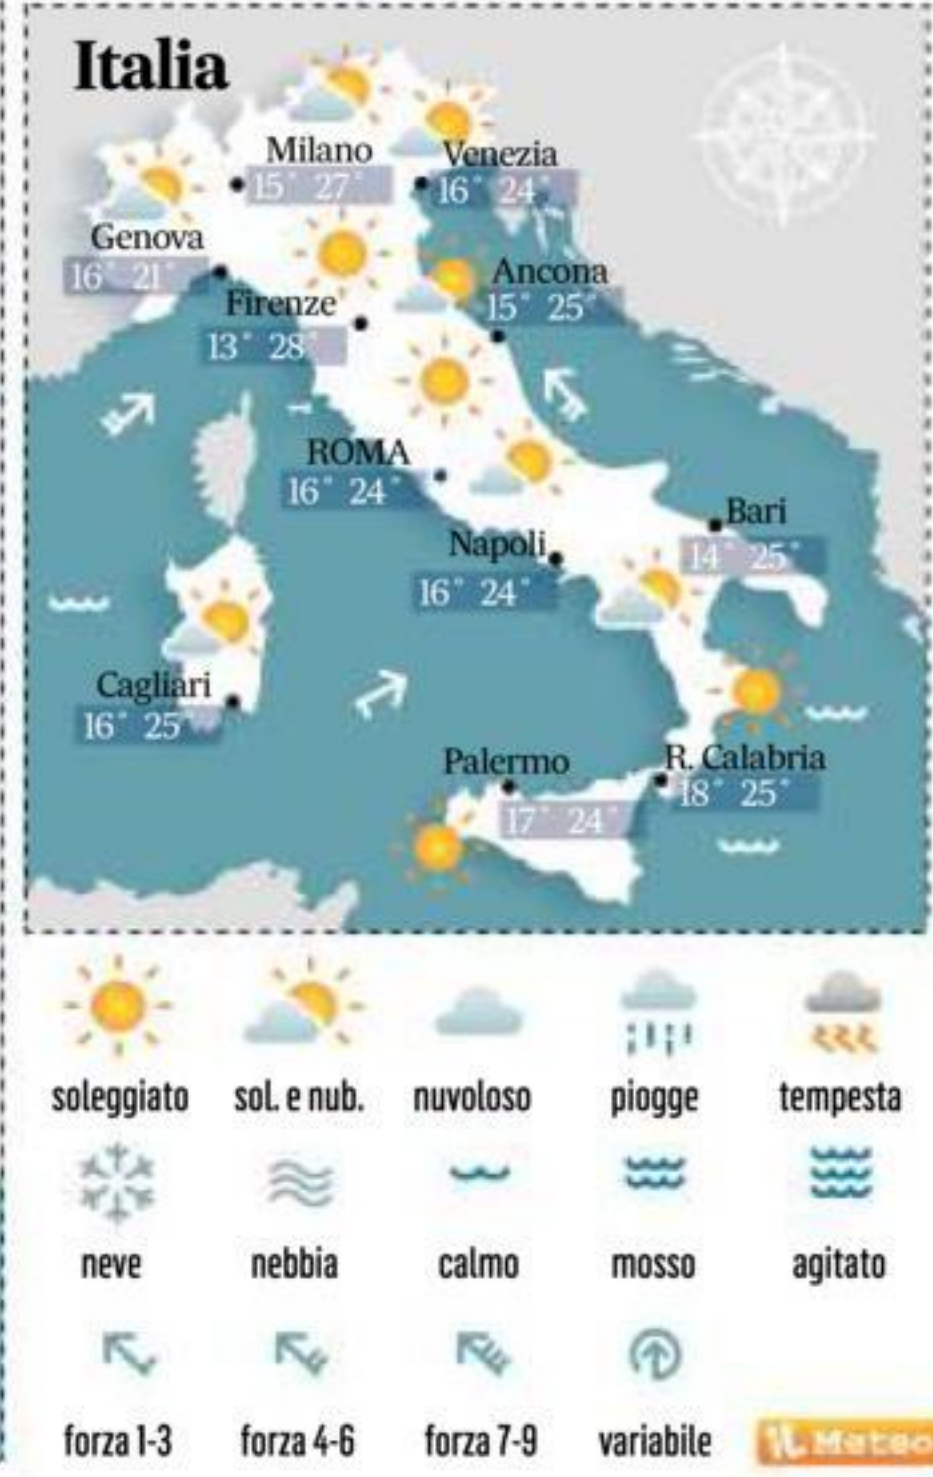 Italia
Milano
15° 27°
Venezia
16° 24°
Genova
16° 21°
Firenze
13° 28°
Ancona
15° 25°
ROMA
16° 24°
Bari
14° 25°
Napoli
16° 24°
Cagliari
16° 25°
Palermo
17° 24°
R. Calabria
18° 25°
soleggiato
sol. e nub.
nuvoloso
piogge
tempesta
neve
nebbia
calmo
mosso
agitato
forza 1-3
forza 4-6
forza 7-9
variabile
iL Meteo